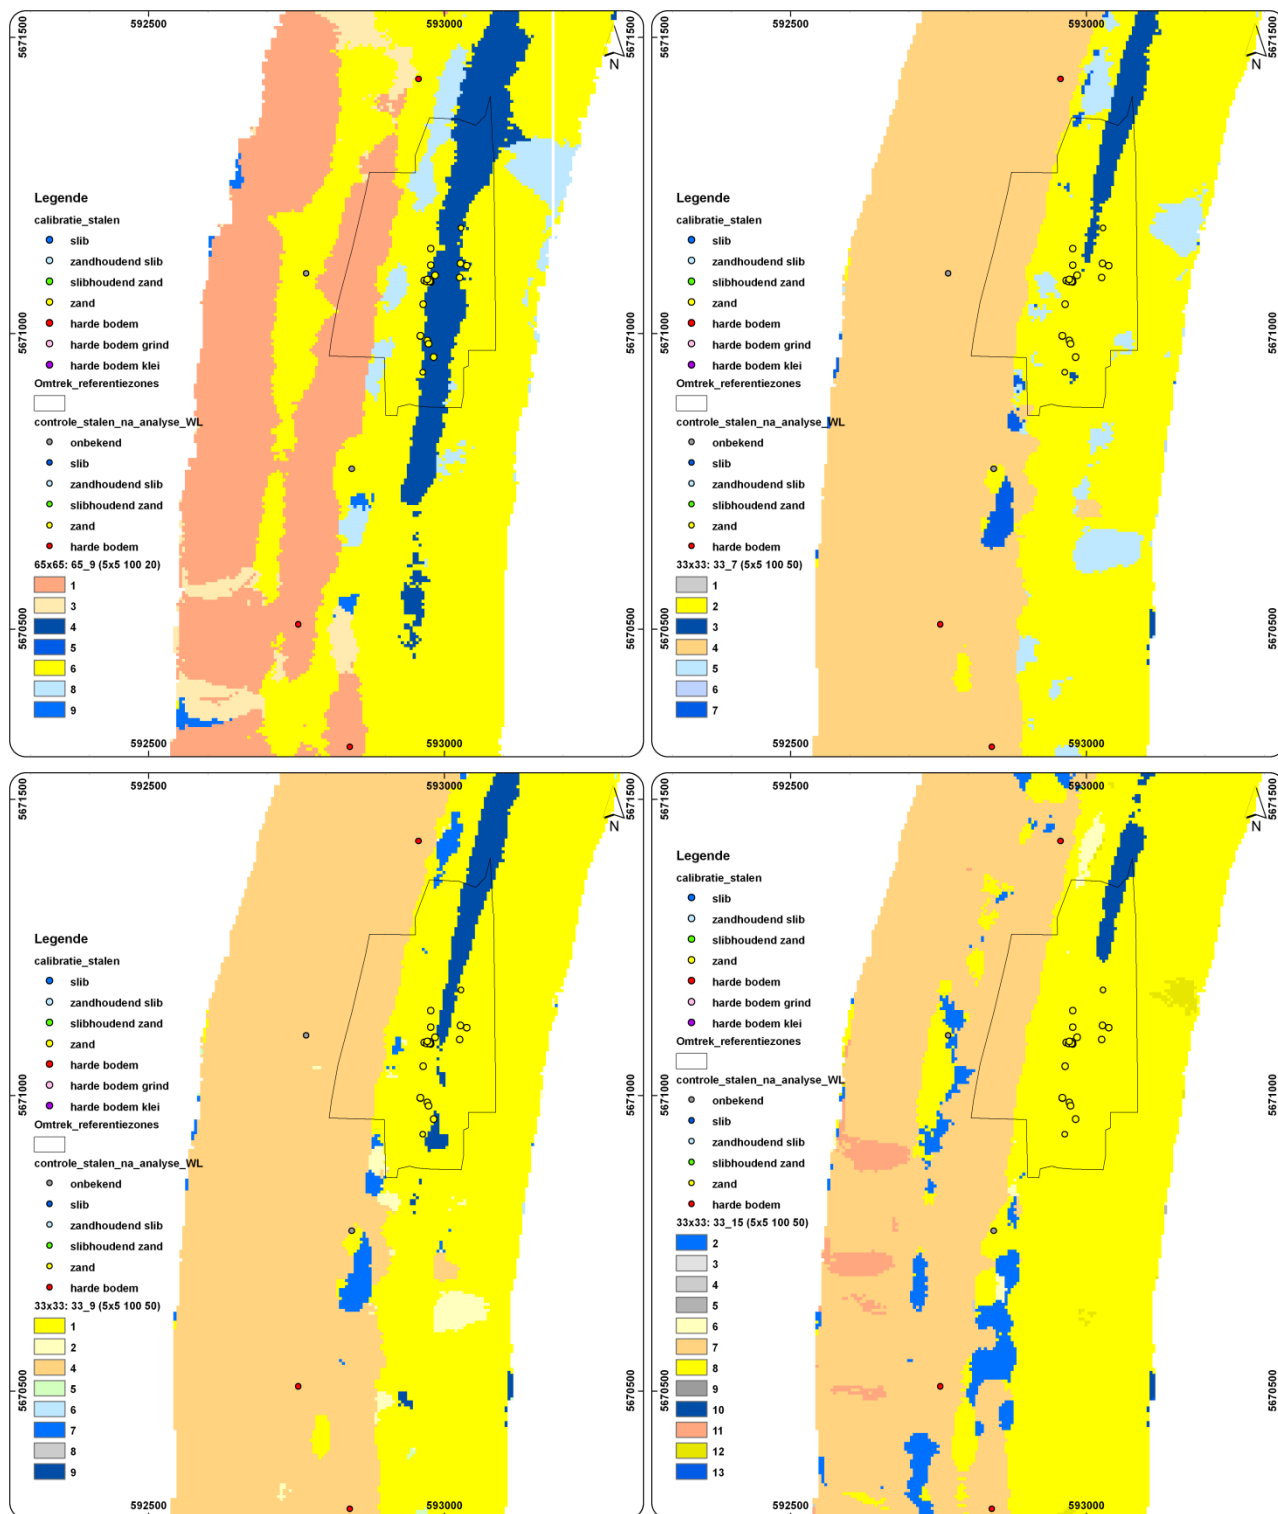 592500 593000
5671500 5671500
N
Legende
calibratie_stalen
slib
zandhoudend slib
slibhoudend zand
zand
harde bodem
harde bodem grind
harde bodem klei
Omtrek_referentiezones
controle_stalen_na_analyse_WL
onbekend
slib
zandhoudend slib
slibhoudend zand
zand
harde bodem
65x65: 65_9 (5x5 100 20)
1
3
4
5
6
8
9
5671000 5671000
5670500 5670500
592500 593000
592500 593000
5671500 5671500
N
Legende
calibratie_stalen
slib
zandhoudend slib
slibhoudend zand
zand
harde bodem
harde bodem grind
harde bodem klei
Omtrek_referentiezones
controle_stalen_na_analyse_WL
onbekend
slib
zandhoudend slib
slibhoudend zand
zand
harde bodem
33x33: 33_7 (5x5 100 50)
1
2
3
4
5
6
7
5671000 5671000
5670500 5670500
592500 593000
592500 593000
5671500 5671500
N
Legende
calibratie_stalen
slib
zandhoudend slib
slibhoudend zand
zand
harde bodem
harde bodem grind
harde bodem klei
Omtrek_referentiezones
controle_stalen_na_analyse_WL
onbekend
slib
zandhoudend slib
slibhoudend zand
zand
harde bodem
33x33: 33_9 (5x5 100 50)
1
2
4
5
6
7
8
9
5671000 5671000
5670500 5670500
592500 593000
592500 593000
5671500 5671500
N
Legende
calibratie_stalen
slib
zandhoudend slib
slibhoudend zand
zand
harde bodem
harde bodem grind
harde bodem klei
Omtrek_referentiezones
controle_stalen_na_analyse_WL
onbekend
slib
zandhoudend slib
slibhoudend zand
zand
harde bodem
33x33: 33_15 (5x5 100 50)
2
3
4
5
6
7
8
9
10
11
12
13
5671000 5671000
5670500 5670500
592500 593000